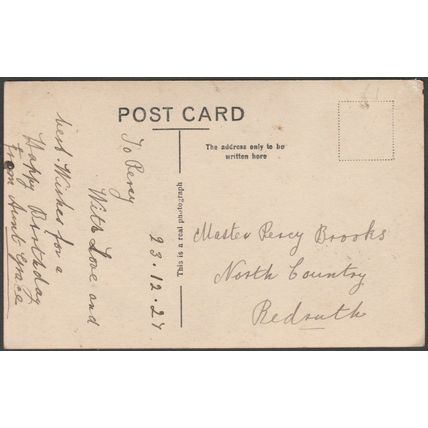 POST CARD
The address only to be
written here
This is a real photograph
To Percy
With Love and
best Wishes for a
Happy Birthday
from Aunt Grace
23.12.27
Master Percy Brooks
North Country
Redruth